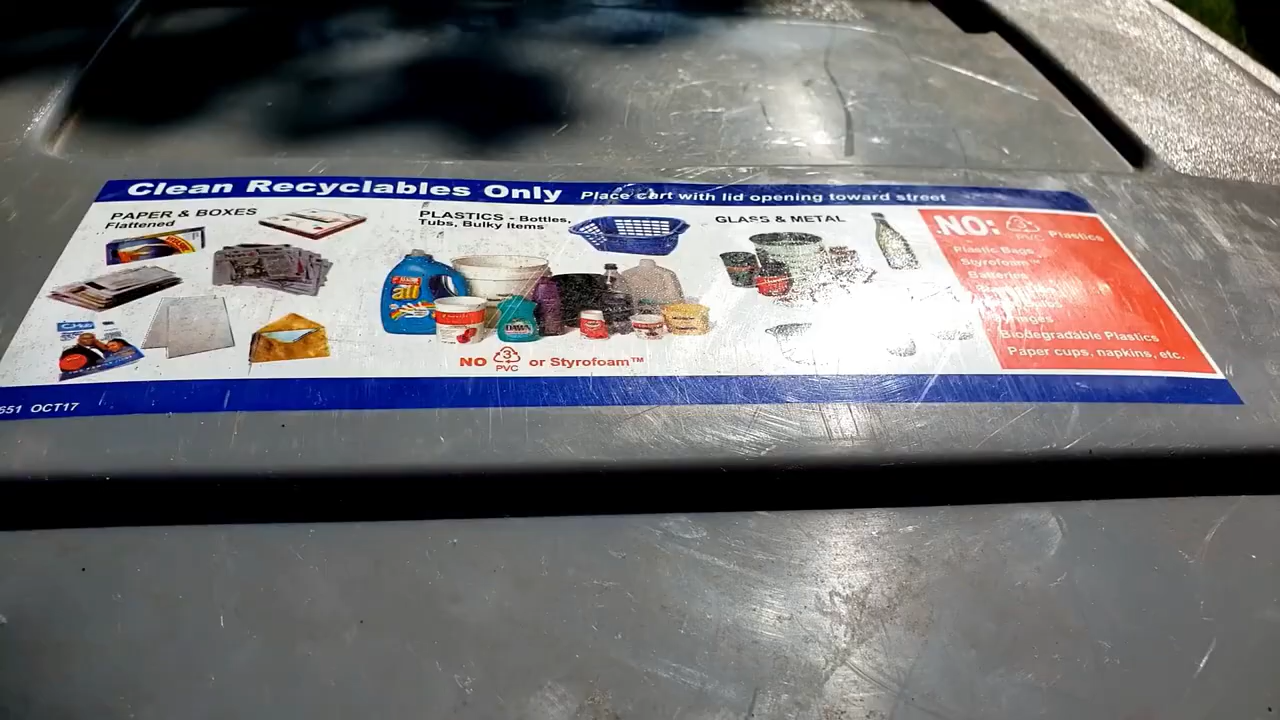 Clean Recyclables Only Place cart with lid opening toward street
PAPER & BOXES
Flattened
PLASTICS - Bottles,
Tubs, Bulky Items
all
DAWN
NO 3 PVC or Styrofoam™
GLASS & METAL
NO: 3 PVC Plastics
Plastic Bags
Styrofoam™
Batteries
Biodegradable Plastics
Paper cups, napkins, etc.
651 OCT17